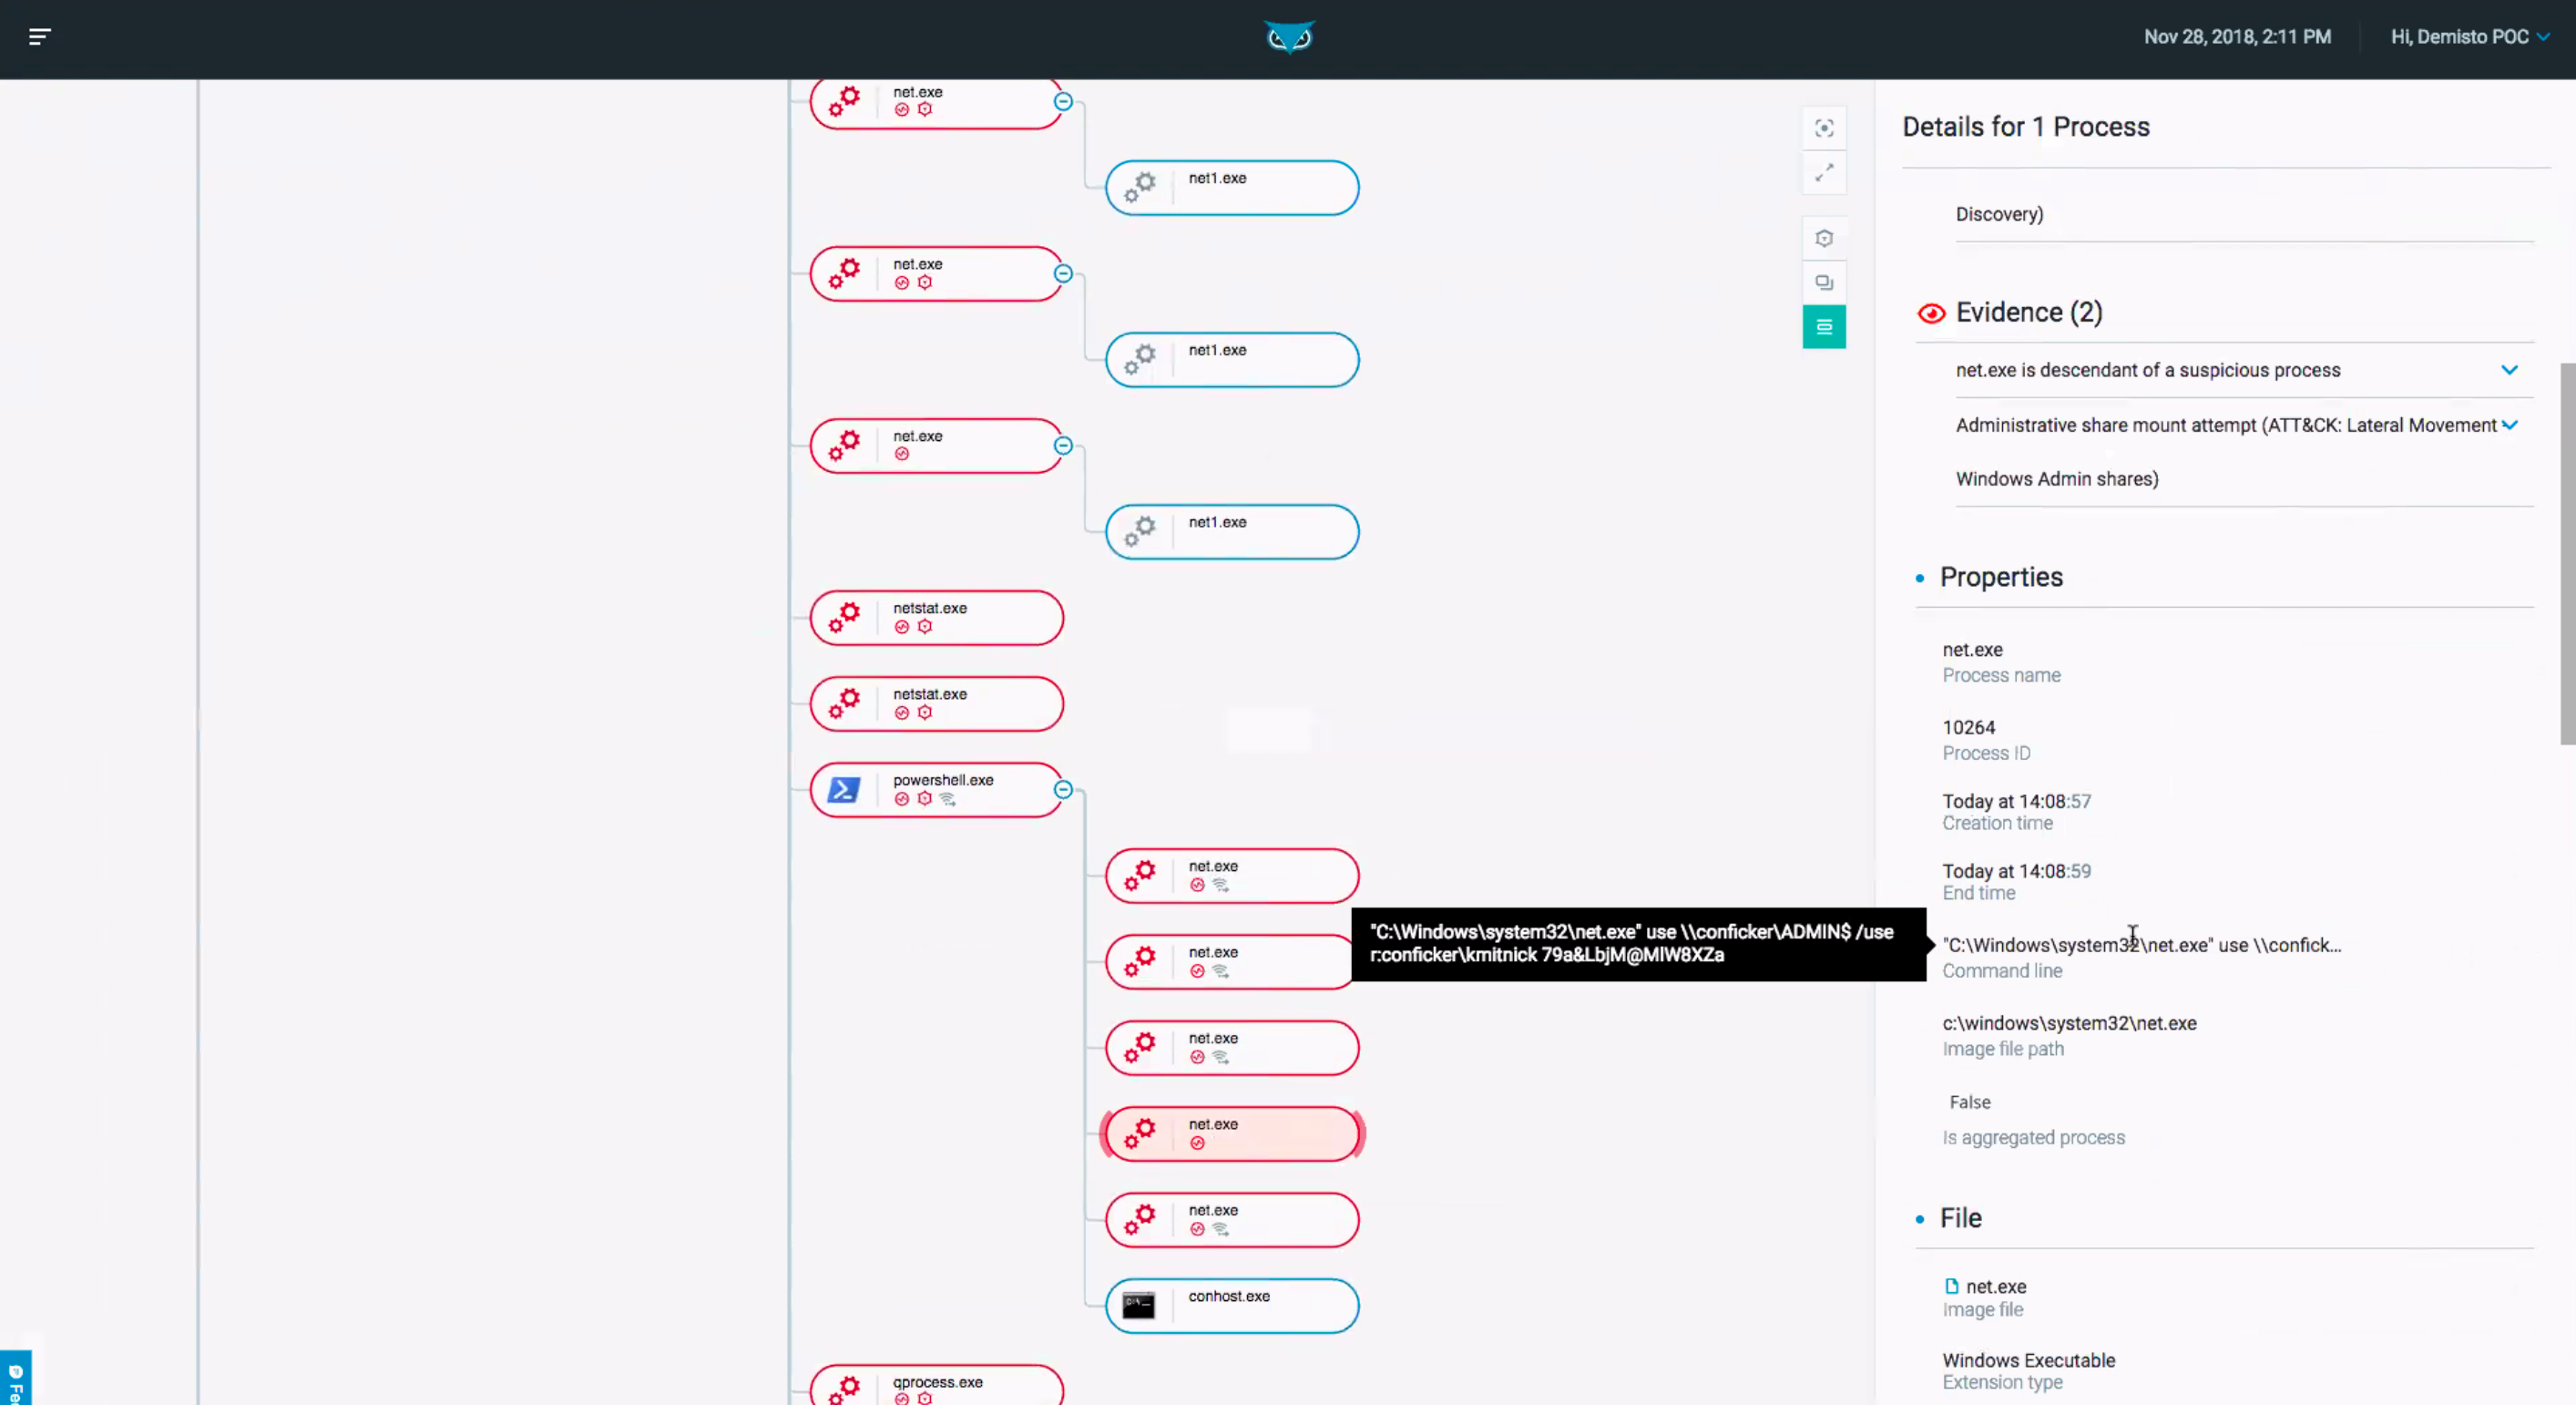 Nov 28, 2018, 2:11 PM
Hi, Demisto POC
net.exe
net1.exe
net.exe
net1.exe
net.exe
net1.exe
netstat.exe
netstat.exe
powershell.exe
net.exe
net.exe
net.exe
net.exe
net.exe
conhost.exe
qprocess.exe
"C:\Windows\system32\net.exe" use \\conficker\ADMIN$ /use
r:conficker\kmitnick 79a&LbjM@MIW8XZa
Details for 1 Process
Discovery)
Evidence (2)
net.exe is descendant of a suspicious process
Administrative share mount attempt (ATT&CK: Lateral Movement
Windows Admin shares)
Properties
net.exe
Process name
10264
Process ID
Today at 14:08:57
Creation time
Today at 14:08:59
End time
"C:\Windows\system32\net.exe" use \\confick...
Command line
c:\windows\system32\net.exe
Image file path
False
Is aggregated process
File
net.exe
Image file
Windows Executable
Extension type
Fe